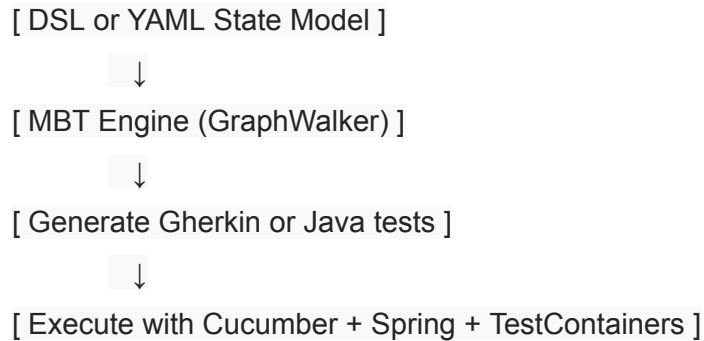 [ DSL or YAML State Model ]
↓
[ MBT Engine (GraphWalker) ]
↓
[ Generate Gherkin or Java tests ]
↓
[ Execute with Cucumber + Spring + TestContainers ]